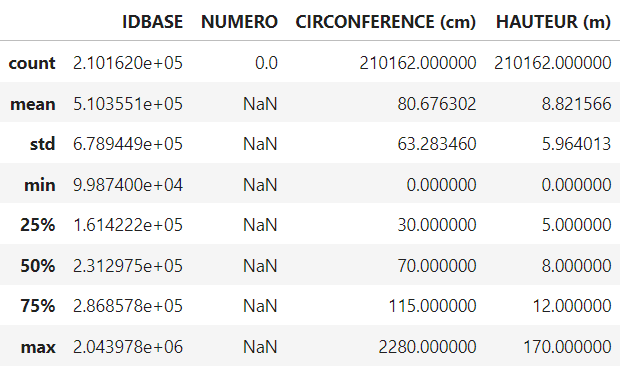 IDBASE NUMERO CIRCONFERENCE (cm) HAUTEUR (m)
count 2.101620e+05 0.0 210162.000000 210162.000000
mean 5.103551e+05 NaN 80.676302 8.821566
std 6.789449e+05 NaN 63.283460 5.964013
min 9.987400e+04 NaN 0.000000 0.000000
25% 1.614222e+05 NaN 30.000000 5.000000
50% 2.312975e+05 NaN 70.000000 8.000000
75% 2.868578e+05 NaN 115.000000 12.000000
max 2.043978e+06 NaN 2280.000000 170.000000